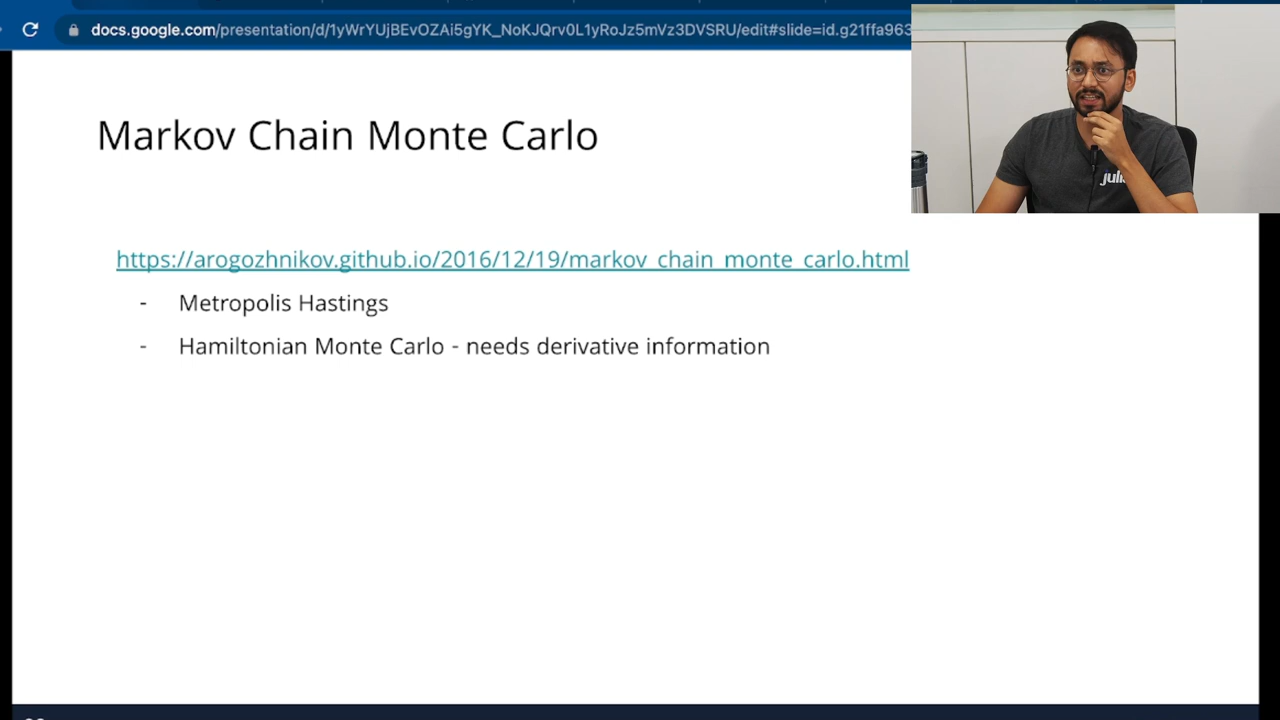 docs.google.com/presentation/d/1yWrYUjBEvOZAi5gYK_NoKJQrv0L1yRoJz5mVz3DVSRU/edit#slide=id.g21ffa963
Markov Chain Monte Carlo
https://arogozhnikov.github.io/2016/12/19/markov_chain_monte_carlo.html
- Metropolis Hastings
- Hamiltonian Monte Carlo - needs derivative information